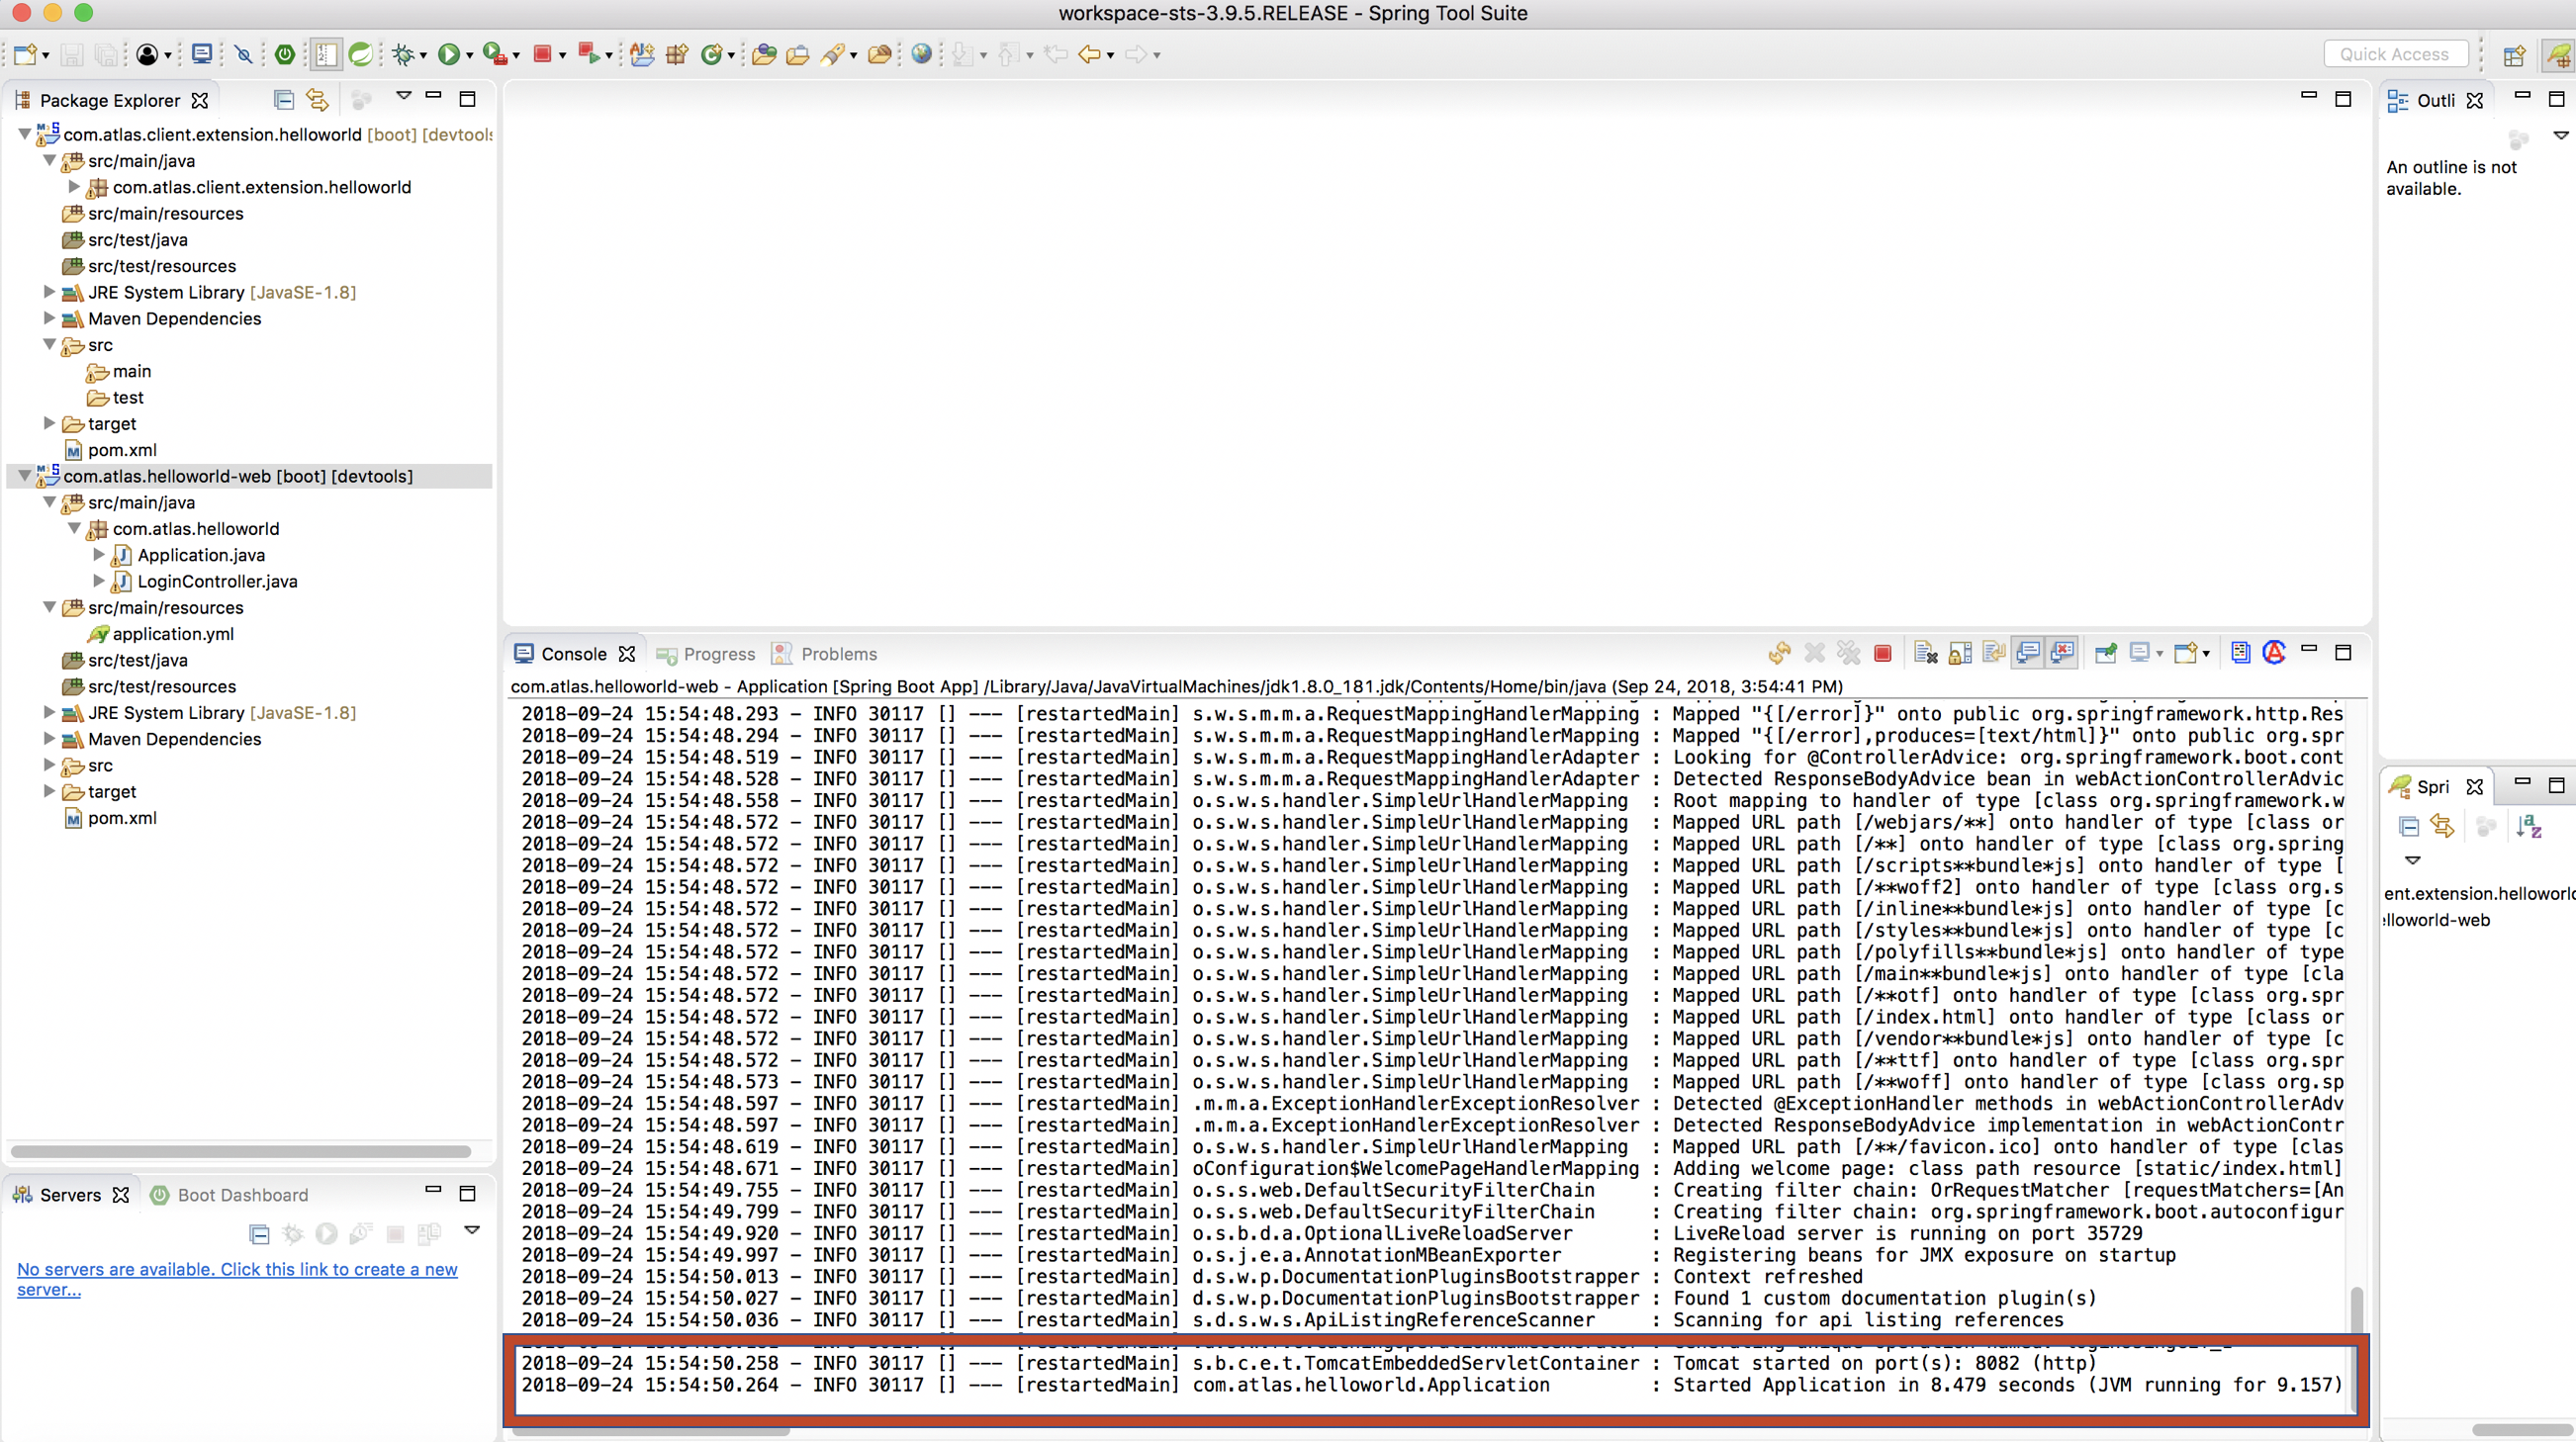 workspace-sts-3.9.5.RELEASE - Spring Tool Suite
Quick Access
Package Explorer
com.atlas.client.extension.helloworld [boot] [devtools
src/main/java
com.atlas.client.extension.helloworld
src/main/resources
src/test/java
src/test/resources
JRE System Library [JavaSE-1.8]
Maven Dependencies
src
main
test
target
pom.xml
com.atlas.helloworld-web [boot] [devtools]
src/main/java
com.atlas.helloworld
Application.java
LoginController.java
src/main/resources
application.yml
src/test/java
src/test/resources
JRE System Library [JavaSE-1.8]
Maven Dependencies
src
target
pom.xml
Servers Boot Dashboard
No servers are available. Click this link to create a new
server...
Console Progress Problems
com.atlas.helloworld-web - Application [Spring Boot App] /Library/Java/JavaVirtualMachines/jdk1.8.0_181.jdk/Contents/Home/bin/java (Sep 24, 2018, 3:54:41 PM)
2018-09-24 15:54:48.293 - INFO 30117 [] --- [restartedMain] s.w.s.m.m.a.RequestMappingHandlerMapping : Mapped "{[/error]}" onto public org.springframework.http.Res
2018-09-24 15:54:48.294 - INFO 30117 [] --- [restartedMain] s.w.s.m.m.a.RequestMappingHandlerMapping : Mapped "{[/error],produces=[text/html]}" onto public org.spr
2018-09-24 15:54:48.519 - INFO 30117 [] --- [restartedMain] s.w.s.m.m.a.RequestMappingHandlerAdapter : Looking for @ControllerAdvice: org.springframework.boot.cont
2018-09-24 15:54:48.528 - INFO 30117 [] --- [restartedMain] s.w.s.m.m.a.RequestMappingHandlerAdapter : Detected ResponseBodyAdvice bean in webActionControllerAdvic
2018-09-24 15:54:48.558 - INFO 30117 [] --- [restartedMain] o.s.w.s.handler.SimpleUrlHandlerMapping : Root mapping to handler of type [class org.springframework.w
2018-09-24 15:54:48.572 - INFO 30117 [] --- [restartedMain] o.s.w.s.handler.SimpleUrlHandlerMapping : Mapped URL path [/webjars/**] onto handler of type [class or
2018-09-24 15:54:48.572 - INFO 30117 [] --- [restartedMain] o.s.w.s.handler.SimpleUrlHandlerMapping : Mapped URL path [/**] onto handler of type [class org.spring
2018-09-24 15:54:48.572 - INFO 30117 [] --- [restartedMain] o.s.w.s.handler.SimpleUrlHandlerMapping : Mapped URL path [/scripts**bundle*js] onto handler of type [
2018-09-24 15:54:48.572 - INFO 30117 [] --- [restartedMain] o.s.w.s.handler.SimpleUrlHandlerMapping : Mapped URL path [/**woff2] onto handler of type [class org.s
2018-09-24 15:54:48.572 - INFO 30117 [] --- [restartedMain] o.s.w.s.handler.SimpleUrlHandlerMapping : Mapped URL path [/inline**bundle*js] onto handler of type [c
2018-09-24 15:54:48.572 - INFO 30117 [] --- [restartedMain] o.s.w.s.handler.SimpleUrlHandlerMapping : Mapped URL path [/styles**bundle*js] onto handler of type [c
2018-09-24 15:54:48.572 - INFO 30117 [] --- [restartedMain] o.s.w.s.handler.SimpleUrlHandlerMapping : Mapped URL path [/polyfills**bundle*js] onto handler of type
2018-09-24 15:54:48.572 - INFO 30117 [] --- [restartedMain] o.s.w.s.handler.SimpleUrlHandlerMapping : Mapped URL path [/main**bundle*js] onto handler of type [cla
2018-09-24 15:54:48.572 - INFO 30117 [] --- [restartedMain] o.s.w.s.handler.SimpleUrlHandlerMapping : Mapped URL path [/**otf] onto handler of type [class org.spr
2018-09-24 15:54:48.572 - INFO 30117 [] --- [restartedMain] o.s.w.s.handler.SimpleUrlHandlerMapping : Mapped URL path [/index.html] onto handler of type [class or
2018-09-24 15:54:48.572 - INFO 30117 [] --- [restartedMain] o.s.w.s.handler.SimpleUrlHandlerMapping : Mapped URL path [/vendor**bundle*js] onto handler of type [c
2018-09-24 15:54:48.572 - INFO 30117 [] --- [restartedMain] o.s.w.s.handler.SimpleUrlHandlerMapping : Mapped URL path [/**ttf] onto handler of type [class org.spr
2018-09-24 15:54:48.573 - INFO 30117 [] --- [restartedMain] o.s.w.s.handler.SimpleUrlHandlerMapping : Mapped URL path [/**woff] onto handler of type [class org.sp
2018-09-24 15:54:48.597 - INFO 30117 [] --- [restartedMain] .m.m.a.ExceptionHandlerExceptionResolver : Detected @ExceptionHandler methods in webActionControllerAdv
2018-09-24 15:54:48.597 - INFO 30117 [] --- [restartedMain] .m.m.a.ExceptionHandlerExceptionResolver : Detected ResponseBodyAdvice implementation in webActionContr
2018-09-24 15:54:48.619 - INFO 30117 [] --- [restartedMain] o.s.w.s.handler.SimpleUrlHandlerMapping : Mapped URL path [/**/favicon.ico] onto handler of type [clas
2018-09-24 15:54:48.671 - INFO 30117 [] --- [restartedMain] oConfiguration$WelcomePageHandlerMapping : Adding welcome page: class path resource [static/index.html]
2018-09-24 15:54:49.755 - INFO 30117 [] --- [restartedMain] o.s.s.web.DefaultSecurityFilterChain : Creating filter chain: OrRequestMatcher [requestMatchers=[An
2018-09-24 15:54:49.799 - INFO 30117 [] --- [restartedMain] o.s.s.web.DefaultSecurityFilterChain : Creating filter chain: org.springframework.boot.autoconfigur
2018-09-24 15:54:49.920 - INFO 30117 [] --- [restartedMain] o.s.b.d.a.OptionalLiveReloadServer : LiveReload server is running on port 35729
2018-09-24 15:54:49.997 - INFO 30117 [] --- [restartedMain] o.s.j.e.a.AnnotationMBeanExporter : Registering beans for JMX exposure on startup
2018-09-24 15:54:50.013 - INFO 30117 [] --- [restartedMain] d.s.w.p.DocumentationPluginsBootstrapper : Context refreshed
2018-09-24 15:54:50.027 - INFO 30117 [] --- [restartedMain] d.s.w.p.DocumentationPluginsBootstrapper : Found 1 custom documentation plugin(s)
2018-09-24 15:54:50.036 - INFO 30117 [] --- [restartedMain] s.d.s.w.s.ApiListingReferenceScanner : Scanning for api listing references
2018-09-24 15:54:50.258 - INFO 30117 [] --- [restartedMain] s.b.c.e.t.TomcatEmbeddedServletContainer : Tomcat started on port(s): 8082 (http)
2018-09-24 15:54:50.264 - INFO 30117 [] --- [restartedMain] com.atlas.helloworld.Application : Started Application in 8.479 seconds (JVM running for 9.157)
Outli
An outline is not
available.
Spri
ent.extension.helloworld
elloworld-web